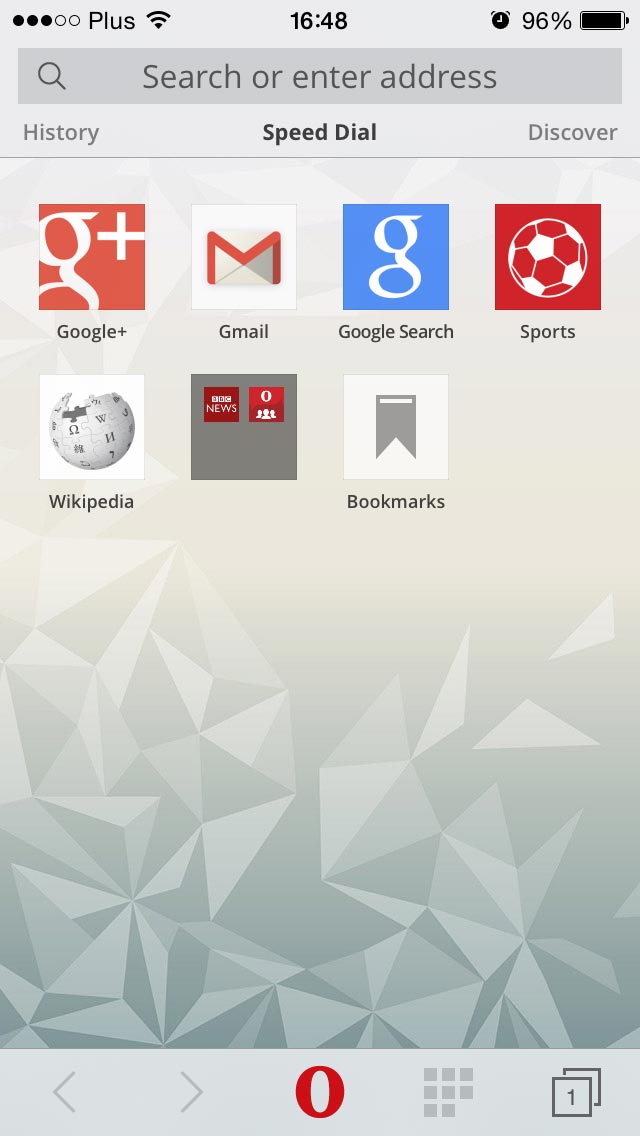 Plus 16:48 96%
Search or enter address
History Speed Dial Discover
g+ g
Google+ Gmail Google Search Sports
BBC
NEWS
Ω W И 維
Wikipedia Bookmarks
1